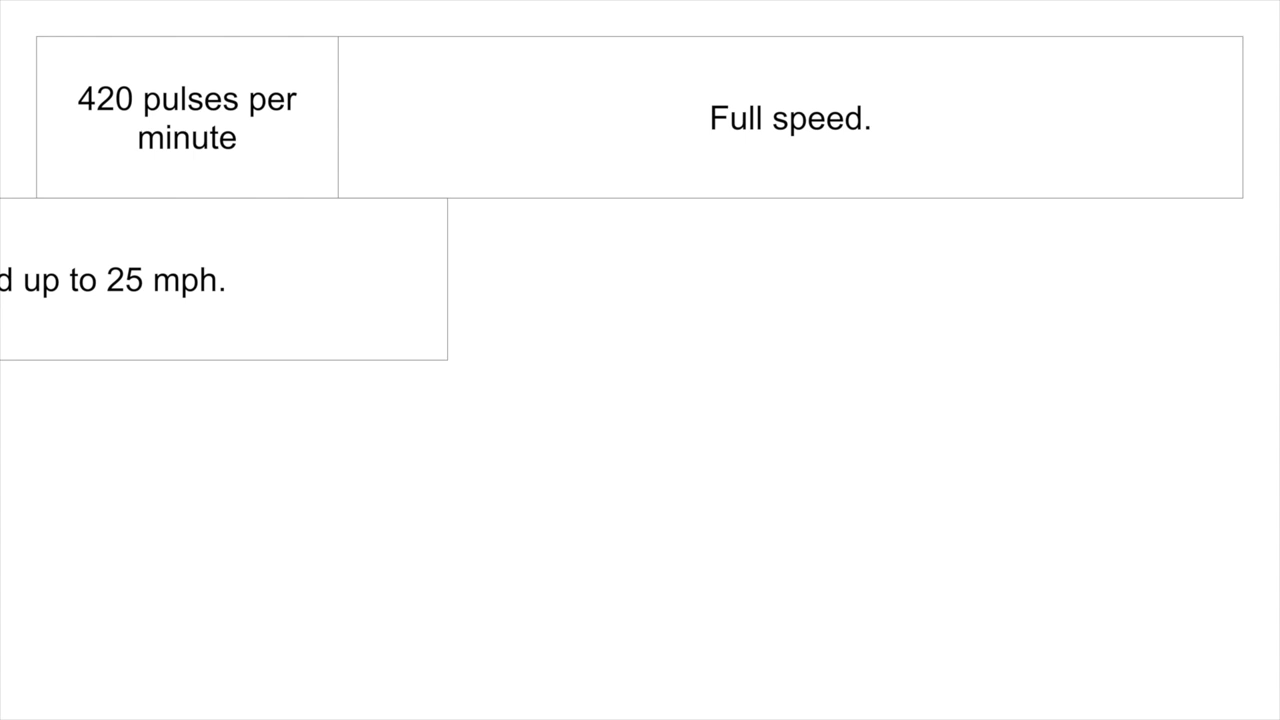 420 pulses per
minute
Full speed.
up to 25 mph.